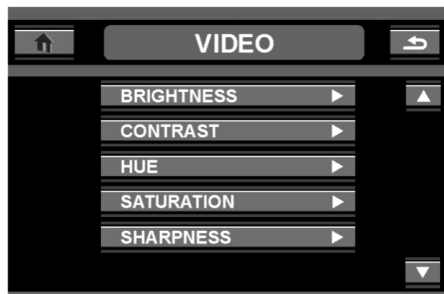 VIDEO
BRIGHTNESS
CONTRAST
HUE
SATURATION
SHARPNESS